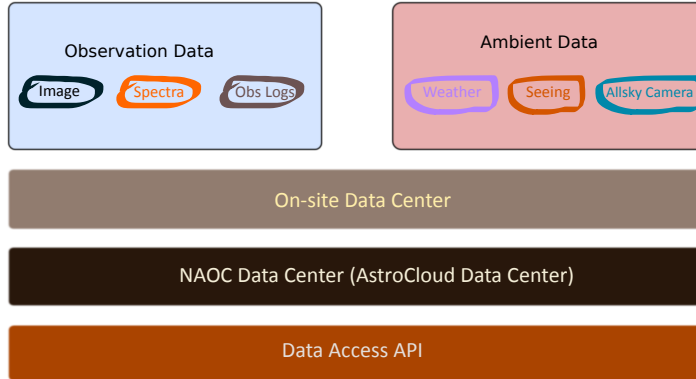 Observation Data
Image Spectra Obs Logs
Ambient Data
Weather Seeing Allsky Camera
On-site Data Center
NAOC Data Center (AstroCloud Data Center)
Data Access API